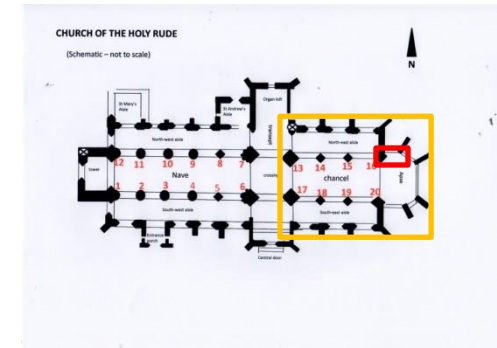 CHURCH OF THE HOLY RUDE
(Schematic – not to scale)
N
St Mary's
Aisle
St Andrew's
Aisle
Organ loft
transept
North-west aisle
North-east aisle
12 11 10 9 8 7
13 14 15 16
tower
Nave
crossing
chancel
Apse
1 2 3 4 5 6
17 18 19 20
South-west aisle
South-east aisle
Entrance
porch
Central door